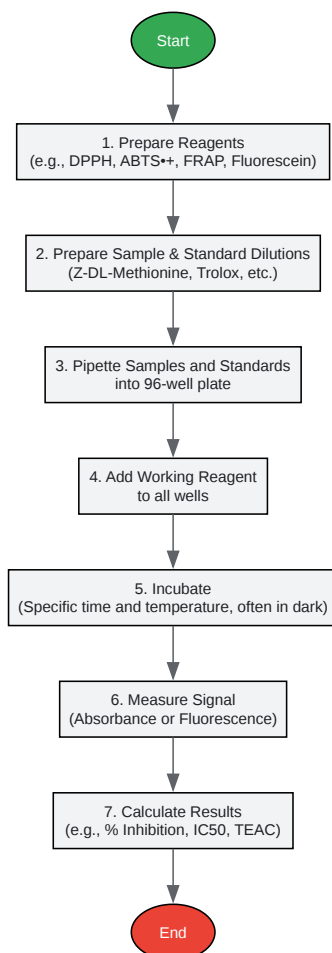 Start
1. Prepare Reagents
(e.g., DPPH, ABTS•+, FRAP, Fluorescein)
2. Prepare Sample & Standard Dilutions
(Z-DL-Methionine, Trolox, etc.)
3. Pipette Samples and Standards
into 96-well plate
4. Add Working Reagent
to all wells
5. Incubate
(Specific time and temperature, often in dark)
6. Measure Signal
(Absorbance or Fluorescence)
7. Calculate Results
(e.g., % Inhibition, IC50, TEAC)
End